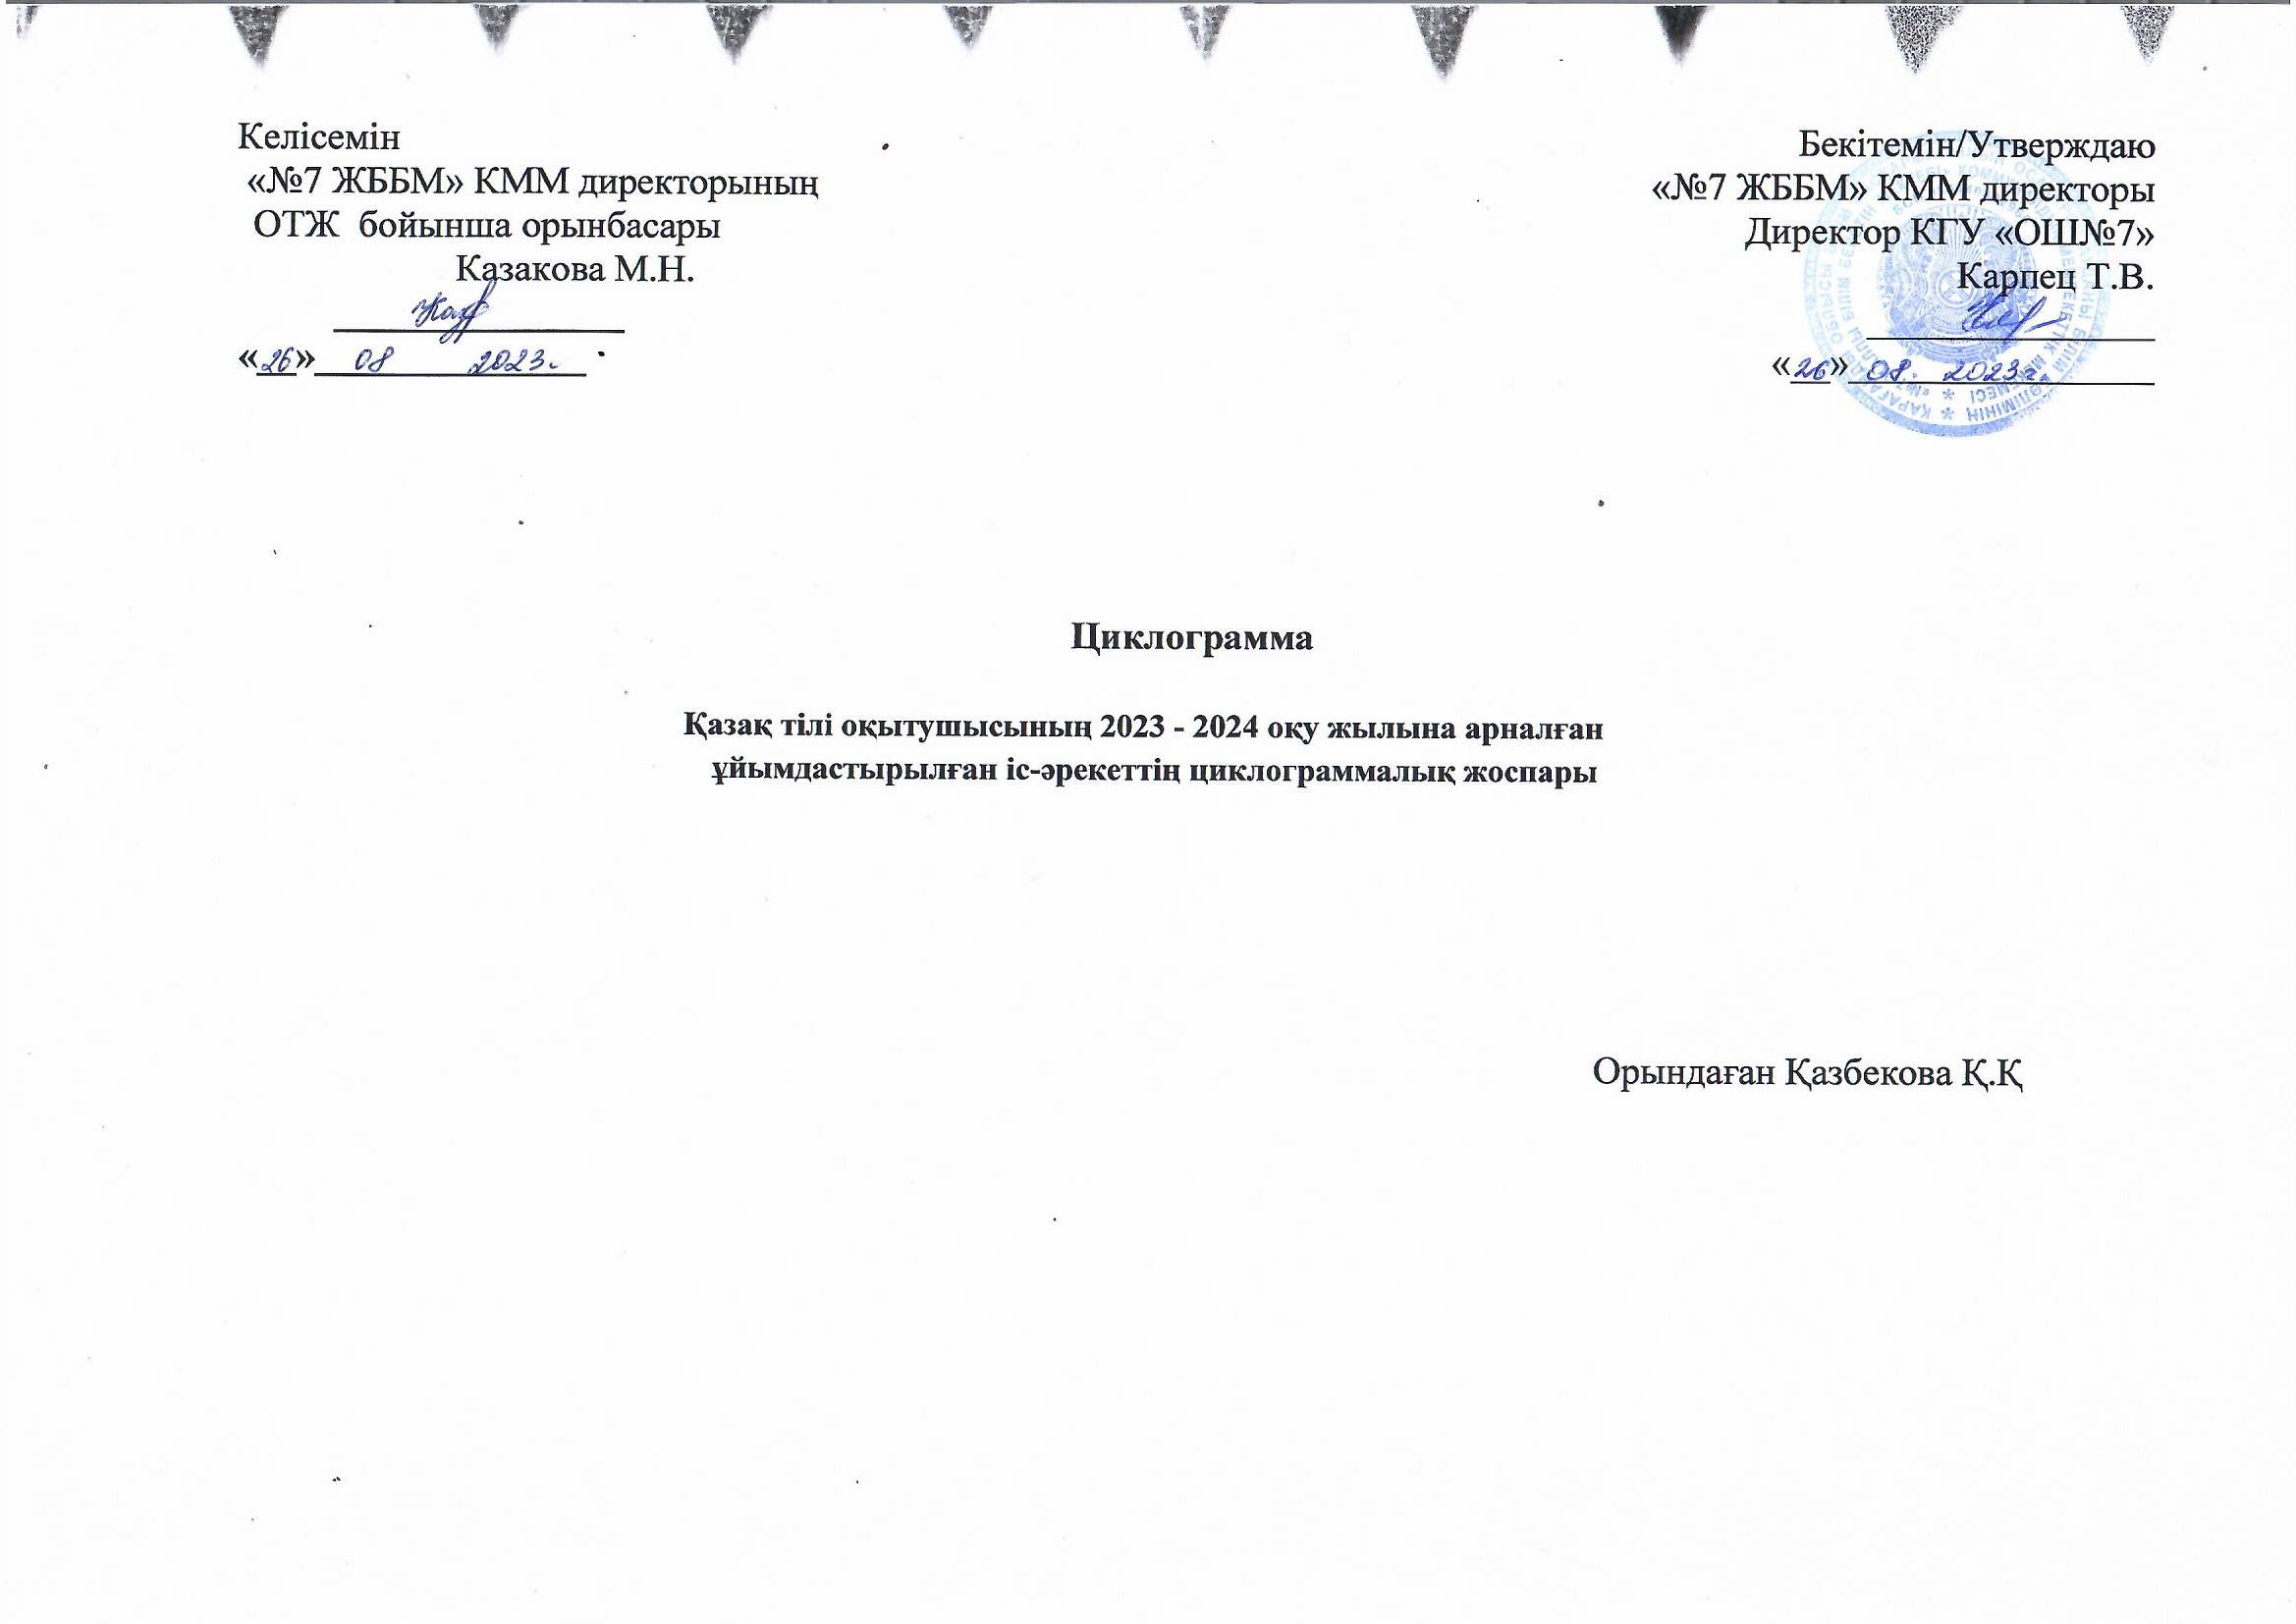 Келісемін
«№7 ЖББМ» КММ директорының
ОТЖ бойынша орынбасары
Казакова М.Н.
«26» 08 2023.
Бекітемін/Утверждаю
«№7 ЖББМ» КММ директоры
Директор КГУ «ОШ№7»
Карпец Т.В.
«26» 08. 2023г.
Циклограмма
Қазақ тілі оқытушысының 2023 - 2024 оқу жылына арналған
ұйымдастырылған іс-әрекеттің циклограммалық жоспары
Орындаған Қазбекова Қ.Қ